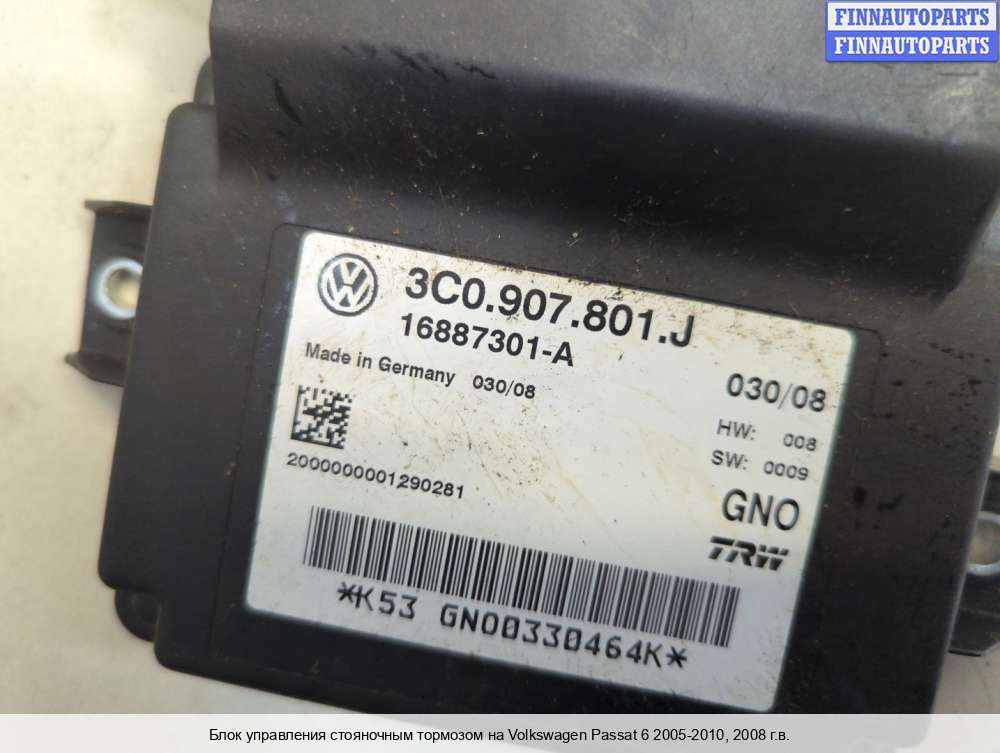 FINNAUTOPARTS
FINNAUTOPARTS
3C0.907.801.J
16887301-A
Made in Germany 030/08
030/08
HW: 008
SW: 0009
2000000001290281
GNO
TRW
*K53 GNO0330464K*
Блок управления стояночным тормозом на Volkswagen Passat 6 2005-2010, 2008 г.в.